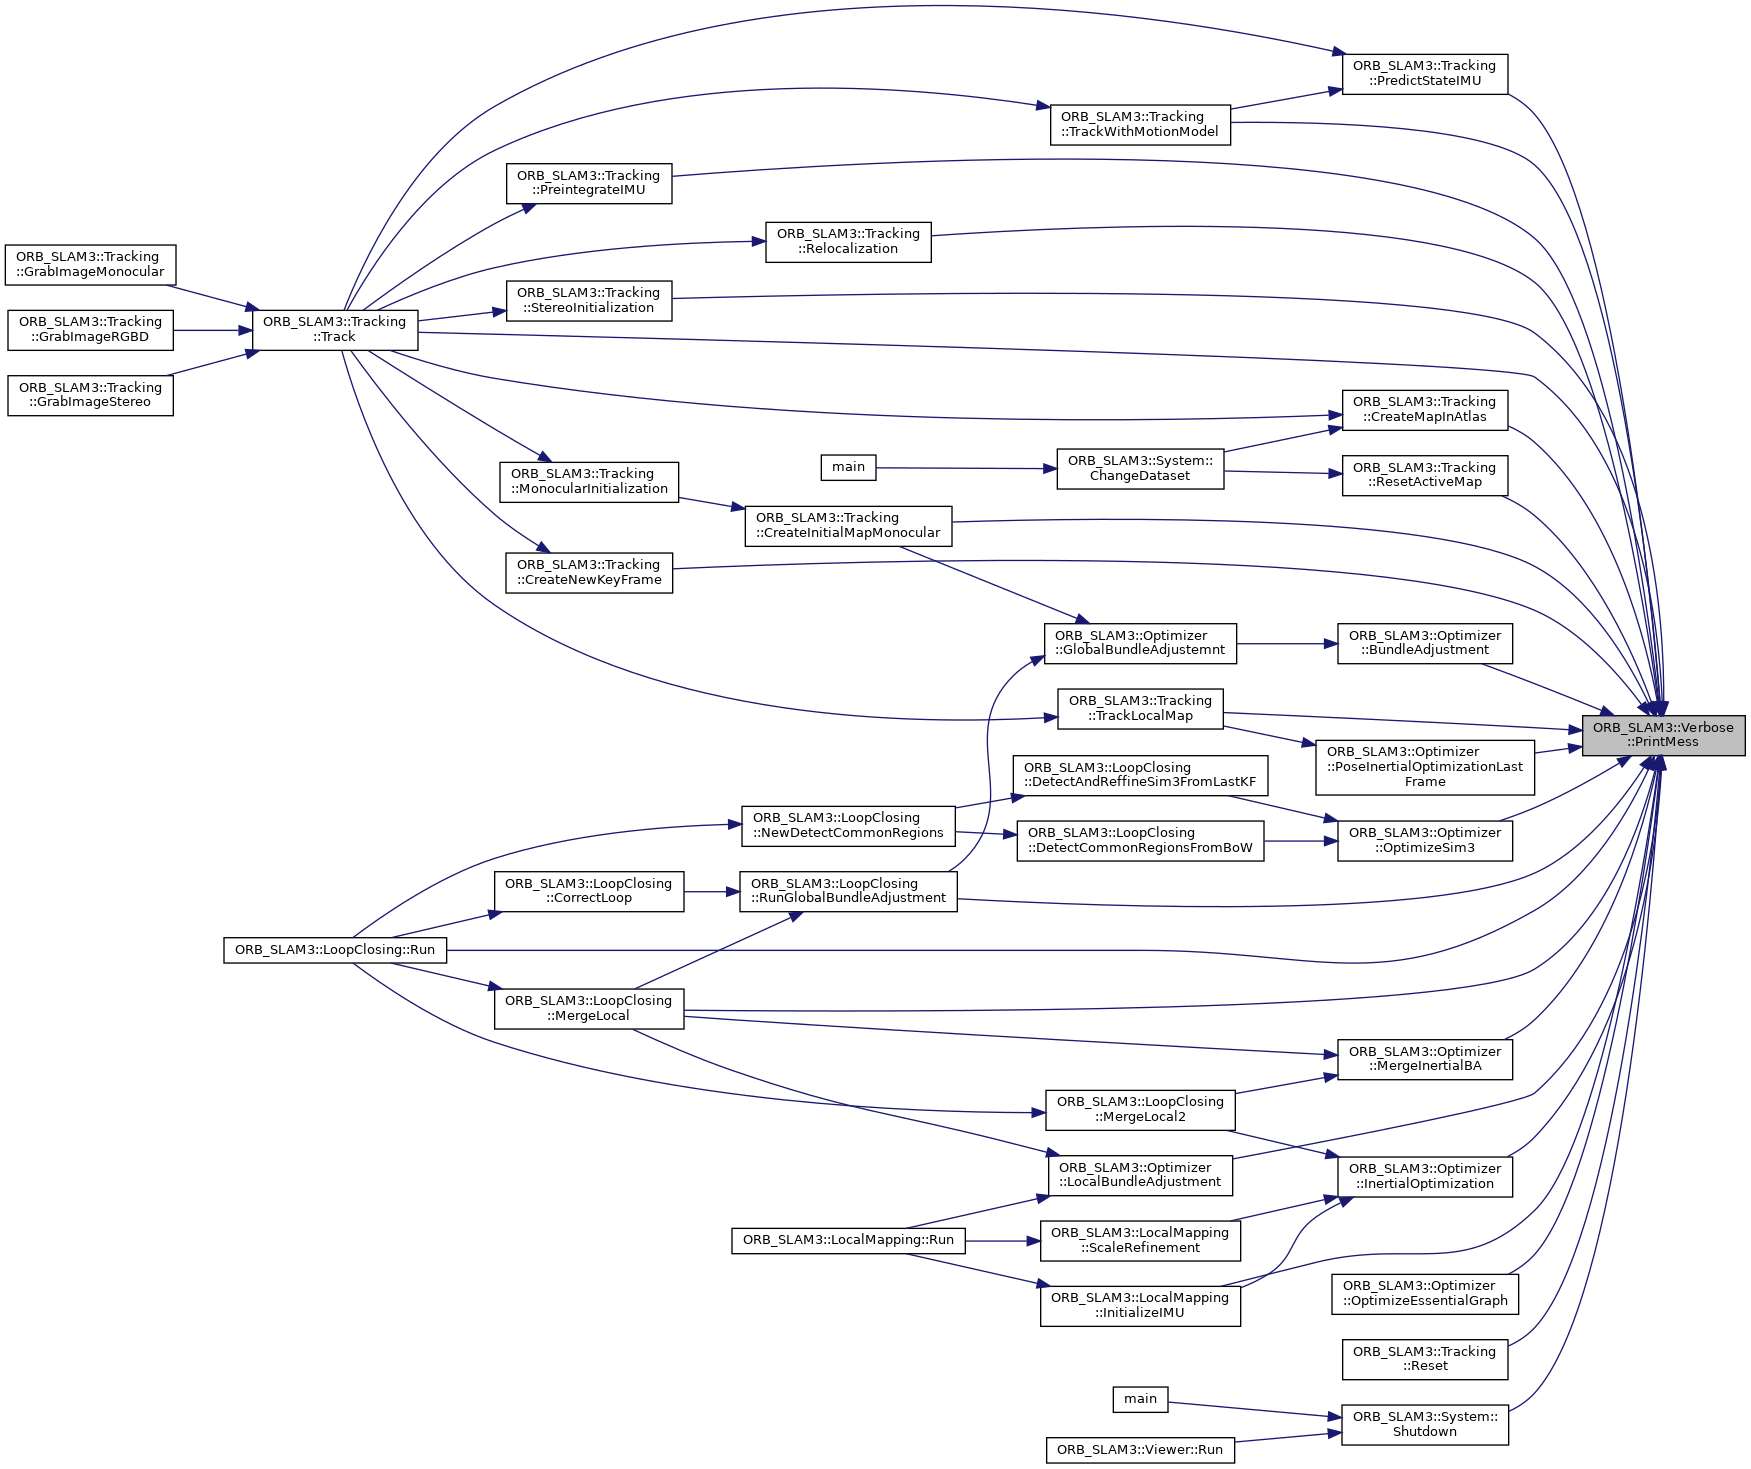 ORB_SLAM3::Tracking
::PredictStateIMU
ORB_SLAM3::Tracking
::TrackWithMotionModel
ORB_SLAM3::Tracking
::PreintegrateIMU
ORB_SLAM3::Tracking
::Relocalization
ORB_SLAM3::Tracking
::GrabImageMonocular
ORB_SLAM3::Tracking
::StereoInitialization
ORB_SLAM3::Tracking
::GrabImageRGBD
ORB_SLAM3::Tracking
::Track
ORB_SLAM3::Tracking
::GrabImageStereo
ORB_SLAM3::Tracking
::CreateMapInAtlas
main
ORB_SLAM3::System::
ChangeDataset
ORB_SLAM3::Tracking
::ResetActiveMap
ORB_SLAM3::Tracking
::MonocularInitialization
ORB_SLAM3::Tracking
::CreateInitialMapMonocular
ORB_SLAM3::Tracking
::CreateNewKeyFrame
ORB_SLAM3::Optimizer
::GlobalBundleAdjustemnt
ORB_SLAM3::Optimizer
::BundleAdjustment
ORB_SLAM3::Tracking
::TrackLocalMap
ORB_SLAM3::Verbose
::PrintMess
ORB_SLAM3::Optimizer
::PoseInertialOptimizationLast
Frame
ORB_SLAM3::LoopClosing
::DetectAndReffineSim3FromLastKF
ORB_SLAM3::LoopClosing
::NewDetectCommonRegions
ORB_SLAM3::LoopClosing
::DetectCommonRegionsFromBoW
ORB_SLAM3::Optimizer
::OptimizeSim3
ORB_SLAM3::LoopClosing
::CorrectLoop
ORB_SLAM3::LoopClosing
::RunGlobalBundleAdjustment
ORB_SLAM3::LoopClosing::Run
ORB_SLAM3::LoopClosing
::MergeLocal
ORB_SLAM3::Optimizer
::MergeInertialBA
ORB_SLAM3::LoopClosing
::MergeLocal2
ORB_SLAM3::Optimizer
::LocalBundleAdjustment
ORB_SLAM3::Optimizer
::InertialOptimization
ORB_SLAM3::LocalMapping::Run
ORB_SLAM3::LocalMapping
::ScaleRefinement
ORB_SLAM3::LocalMapping
::InitializeIMU
ORB_SLAM3::Optimizer
::OptimizeEssentialGraph
ORB_SLAM3::Tracking
::Reset
main
ORB_SLAM3::System::
Shutdown
ORB_SLAM3::Viewer::Run